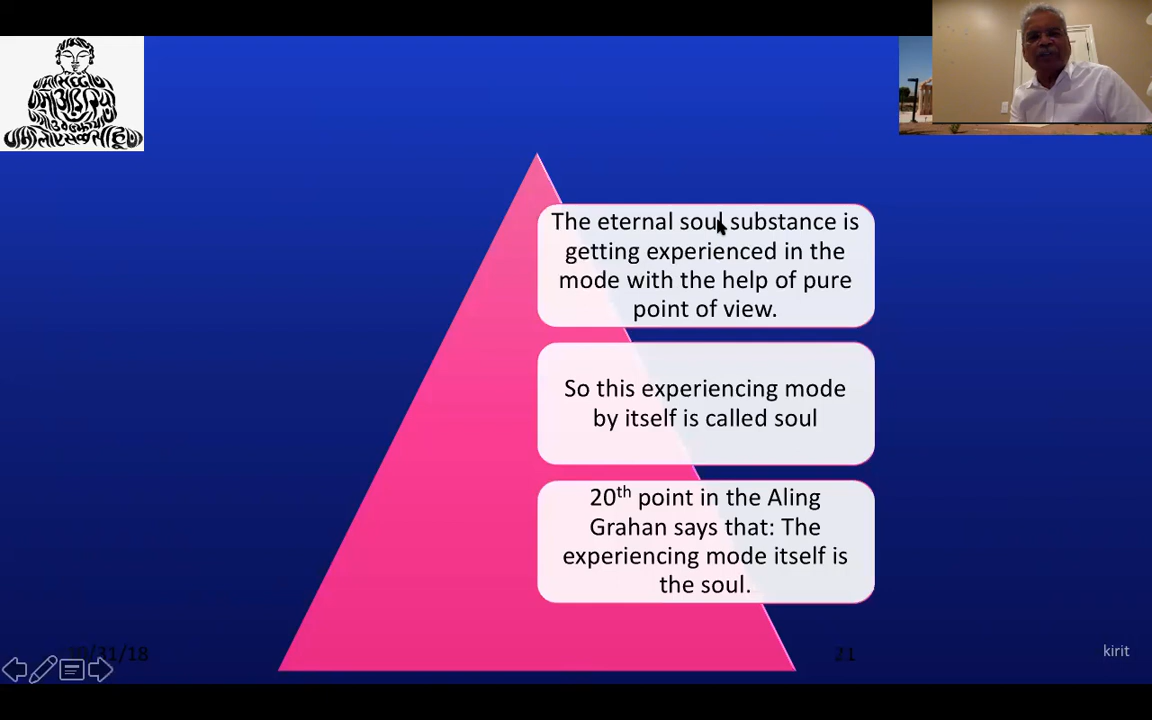 The eternal soul substance is
getting experienced in the
mode with the help of pure
point of view.
So this experiencing mode
by itself is called soul
20th point in the Aling
Grahan says that: The
experiencing mode itself is
the soul.
/31/18
21
kirit